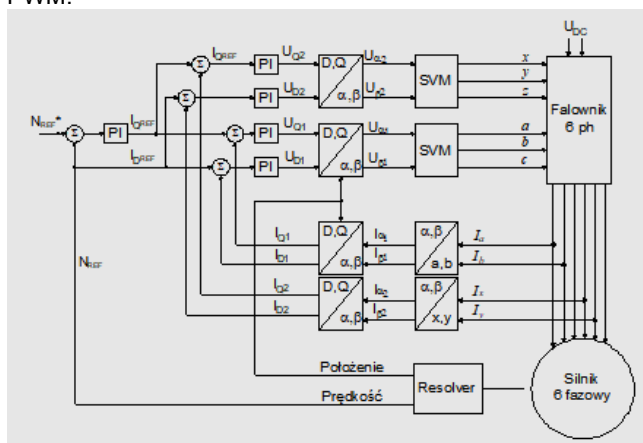 PWM.
U_DC
I_QREF
PI
U_Q2
D,Q
α,β
U_α2
SVM
x
Σ
Σ
PI
U_D2
U_β2
y
z
Falownik
6 ph
N_REF*
Σ
PI
I_QREF
Σ
PI
U_Q1
D,Q
α,β
U_α1
SVM
a
b
I_DREF
Σ
PI
U_D1
U_β1
c
N_REF
I_Q1
D,Q
α,β
I_α1
α,β
a,b
I_a
I_D1
I_β1
I_b
I_Q2
D,Q
α,β
I_α2
α,β
x,y
I_x
I_D2
I_β2
I_y
Położenie
Resolver
Silnik
6 fazowy
Prędkość